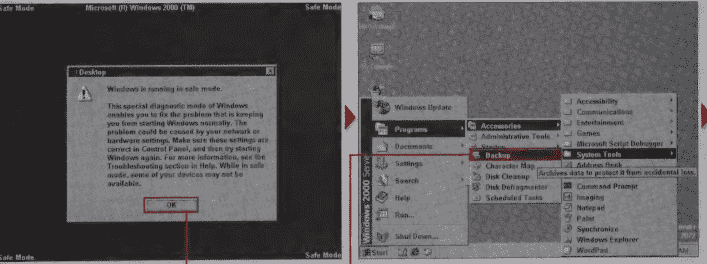 Safe Mode
Microsoft (R) Windows 2000 (TM)
Safe Mode
Desktop
Windows is running in safe mode.
This special diagnostic mode of Windows
enables you to fix the problem that is keeping
you from starting Windows normally. The
problem could be caused by your network or
hardware settings. Make sure these settings are
correct in Control Panel, and then try starting
Windows again. For more information, see the
Troubleshooting section in Help. While in safe
mode, some of your devices may not be
available.
OK
Safe Mode
Safe Mode
Windows 2000 Server
Windows Update
Programs
Documents
Settings
Search
Help
Run...
Shut Down...
Start
Accessories
Administrative Tools
Startup
Backup
Character Map
Disk Cleanup
Disk Defragmenter
Scheduled Tasks
Accessibility
Communications
Entertainment
Games
Microsoft Script Debugger
System Tools
Address Book
Archives data to protect it from accidental loss.
Command Prompt
Imaging
Notepad
Paint
Synchronize
Windows Explorer
WordPad